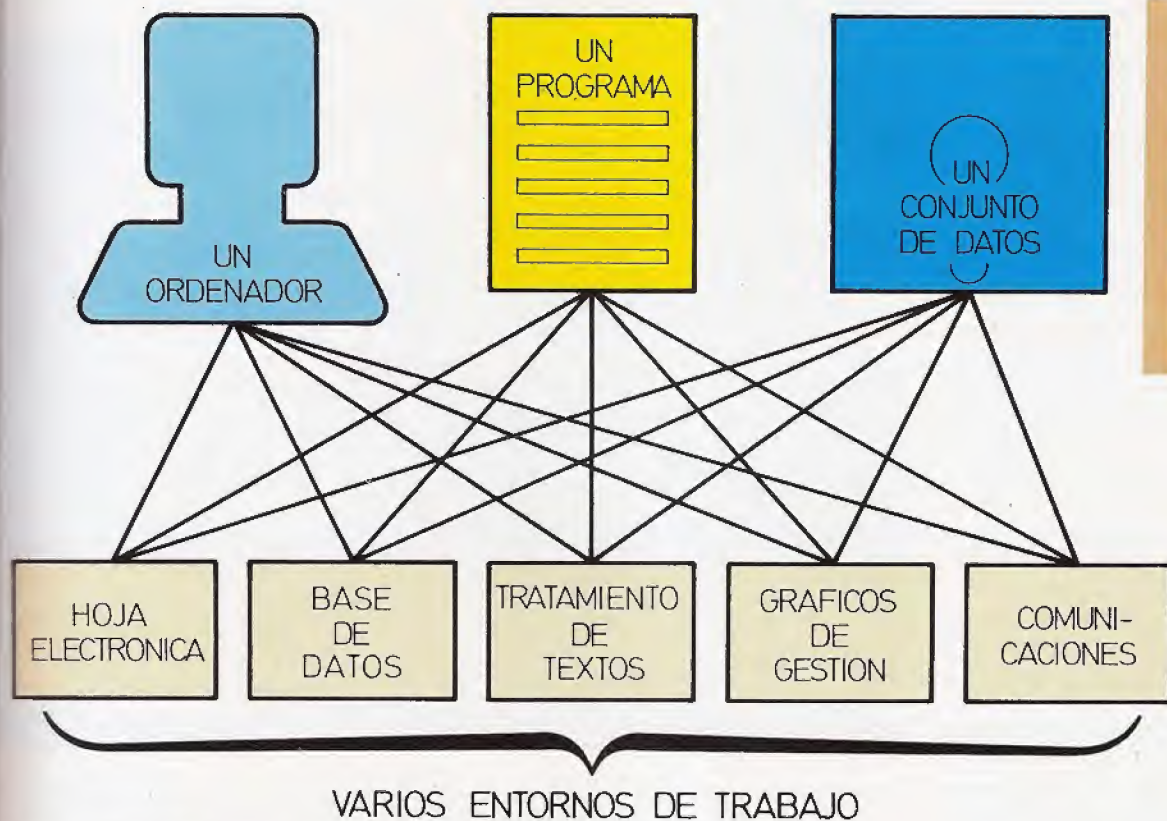 UN
ORDENADOR
UN
PROGRAMA
UN
CONJUNTO
DE DATOS
HOJA
ELECTRONICA
BASE
DE
DATOS
TRATAMIENTO
DE
TEXTOS
GRAFICOS
DE
GESTION
COMUNI-
CACIONES
VARIOS ENTORNOS DE TRABAJO